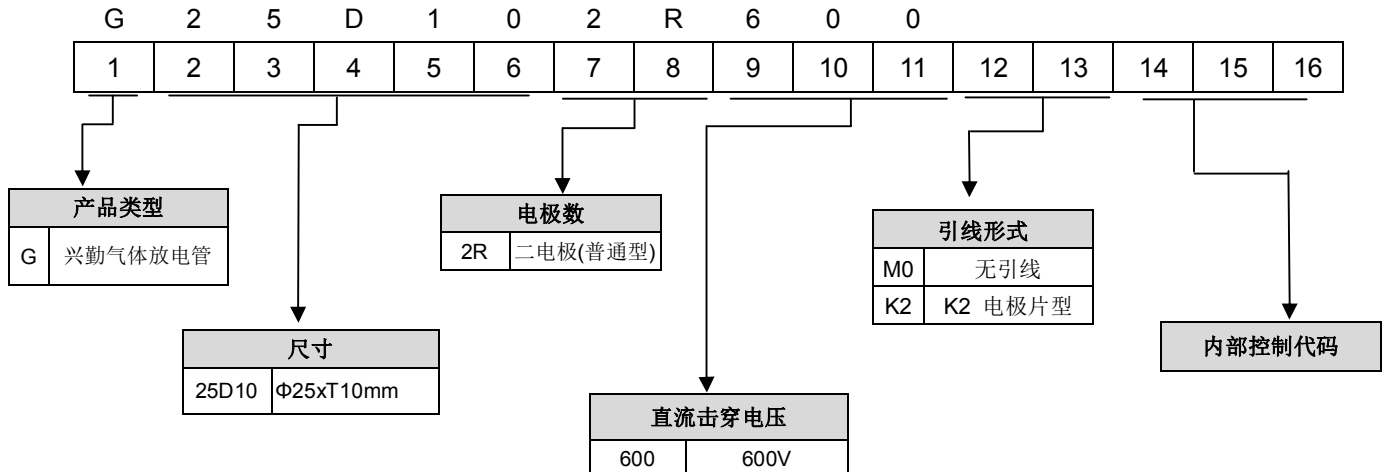 G 2 5 D 1 0 2 R 6 0 0
1 2 3 4 5 6 7 8 9 10 11 12 13 14 15 16
产品类型
G 兴勤气体放电管
电极数
2R 二电极(普通型)
引线形式
M0 无引线
K2 K2 电极片型
尺寸
25D10 Φ25xT10mm
内部控制代码
直流击穿电压
600 600V